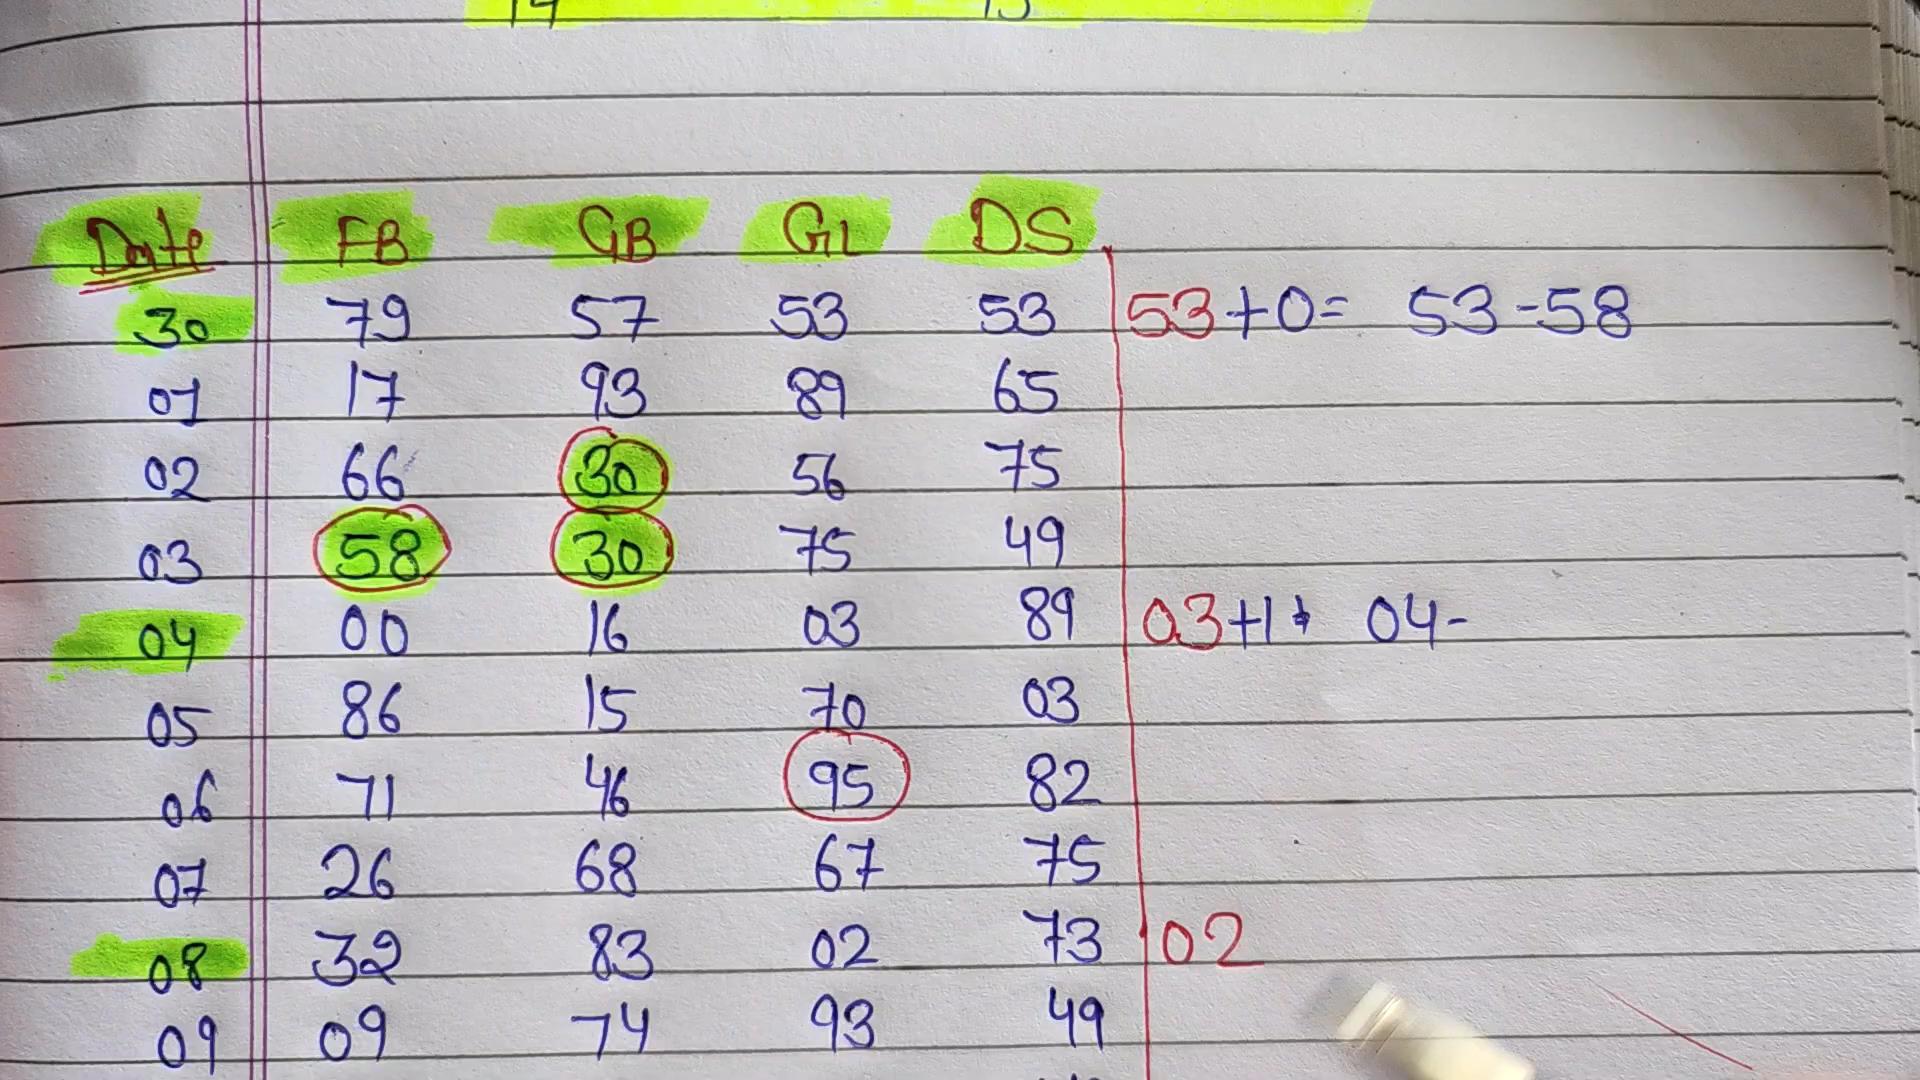 Date FB GB GL DS
30 79 57 53 53 53+0= 53-58
01 17 93 89 65
02 66 30 56 75
03 58 30 75 49
04 00 16 03 89 03+1+ 04-
05 86 15 70 03
06 71 46 95 82
07 26 68 67 75
08 32 83 02 73 02
09 09 74 93 49